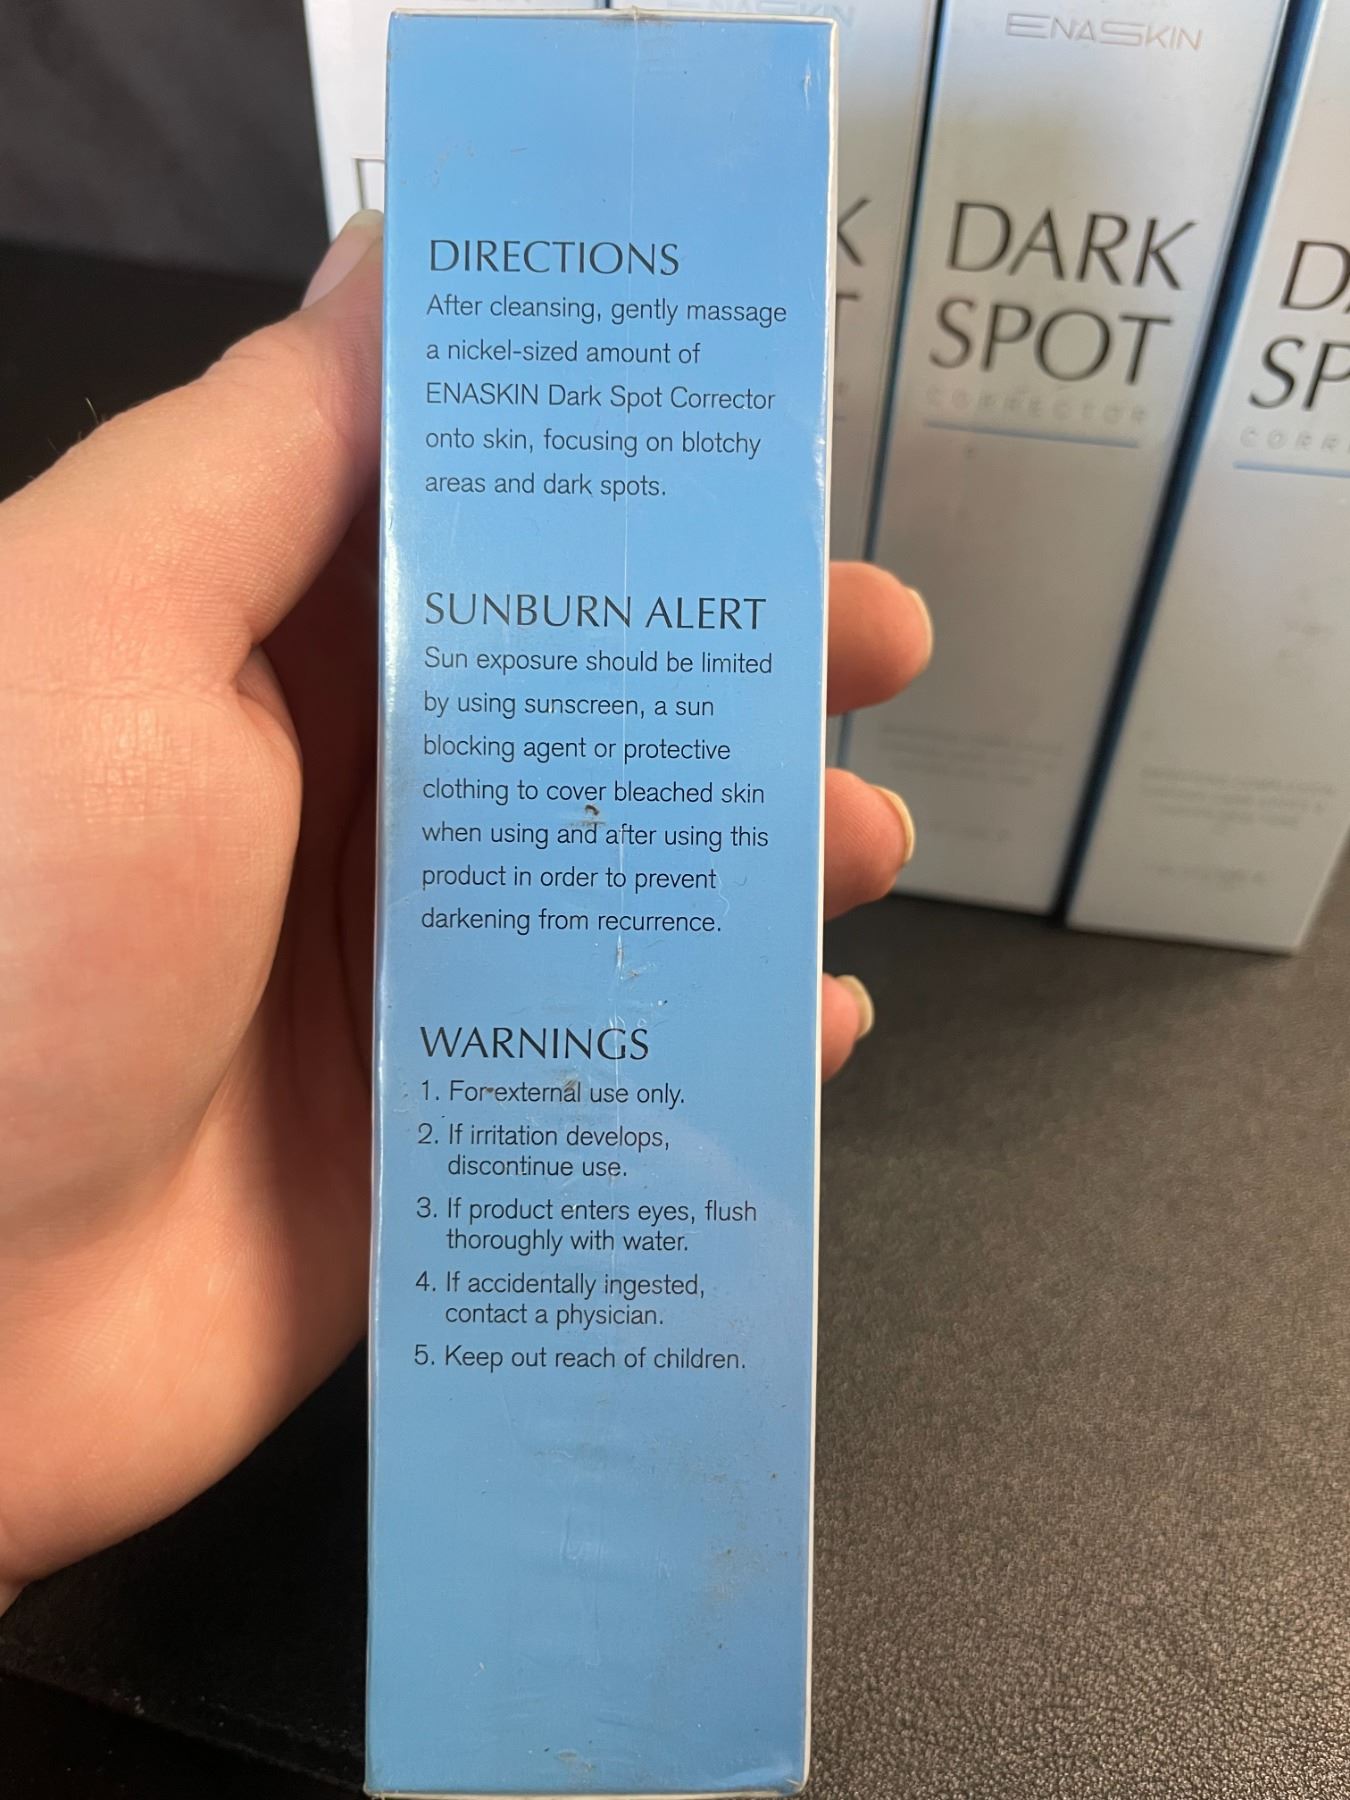 ENASKIN
DARK
SPOT
CORRECTOR
K
T
D
SP
CORR
DIRECTIONS
After cleansing, gently massage
a nickel-sized amount of
ENASKIN Dark Spot Corrector
onto skin, focusing on blotchy
areas and dark spots.
SUNBURN ALERT
Sun exposure should be limited
by using sunscreen, a sun
blocking agent or protective
clothing to cover bleached skin
when using and after using this
product in order to prevent
darkening from recurrence.
WARNINGS
1. For external use only.
2. If irritation develops,
discontinue use.
3. If product enters eyes, flush
thoroughly with water.
4. If accidentally ingested,
contact a physician.
5. Keep out reach of children.